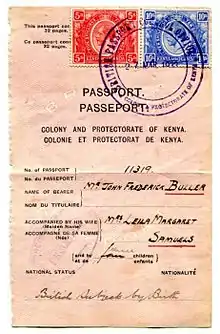 This passport contains
32 pages.
Ce passeport contient
32 pages.
PASSPORT.
PASSEPORT.
COLONY AND PROTECTORATE OF KENYA.
COLONIE ET PROTECTORAT DE KENYA.
No. of PASSPORT
No. du PASSEPORT
11319
NAME OF BEARER
Mr. JOHN FREDERICK BULLER
NOM DU TITULAIRE
ACCOMPANIED BY HIS WIFE
(Maiden Name)
Mrs LEILA MARGARET
ACCOMPAGNE DE SA FEMME
(Née)
SAMUELS
and by
et de
children
enfants
NATIONAL STATUS
NATIONALITÉ
British Subject by Birth